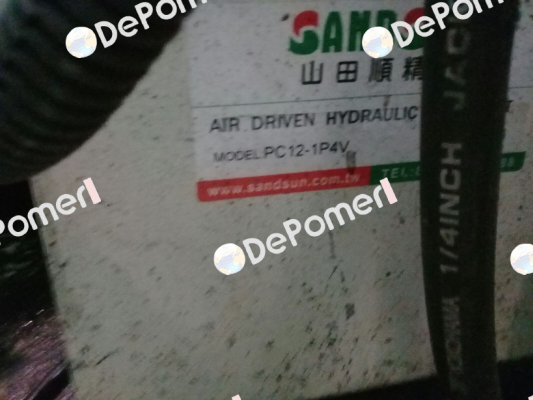 DePomerl
SANDS
山田順精
AIR DRIVEN HYDRAULIC
MODEL PC12-1P4V
www.sandsun.com.tw TEL:
1/4INCH JAC
DePomerl
DePomerl
DePomerl